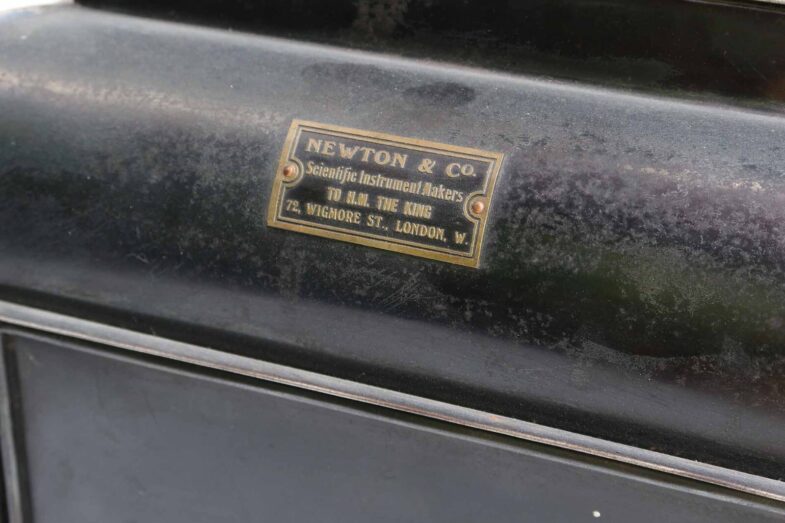 NEWTON & CO.
Scientific Instrument Makers
TO H.M. THE KING
72, WIGMORE ST., LONDON, W.